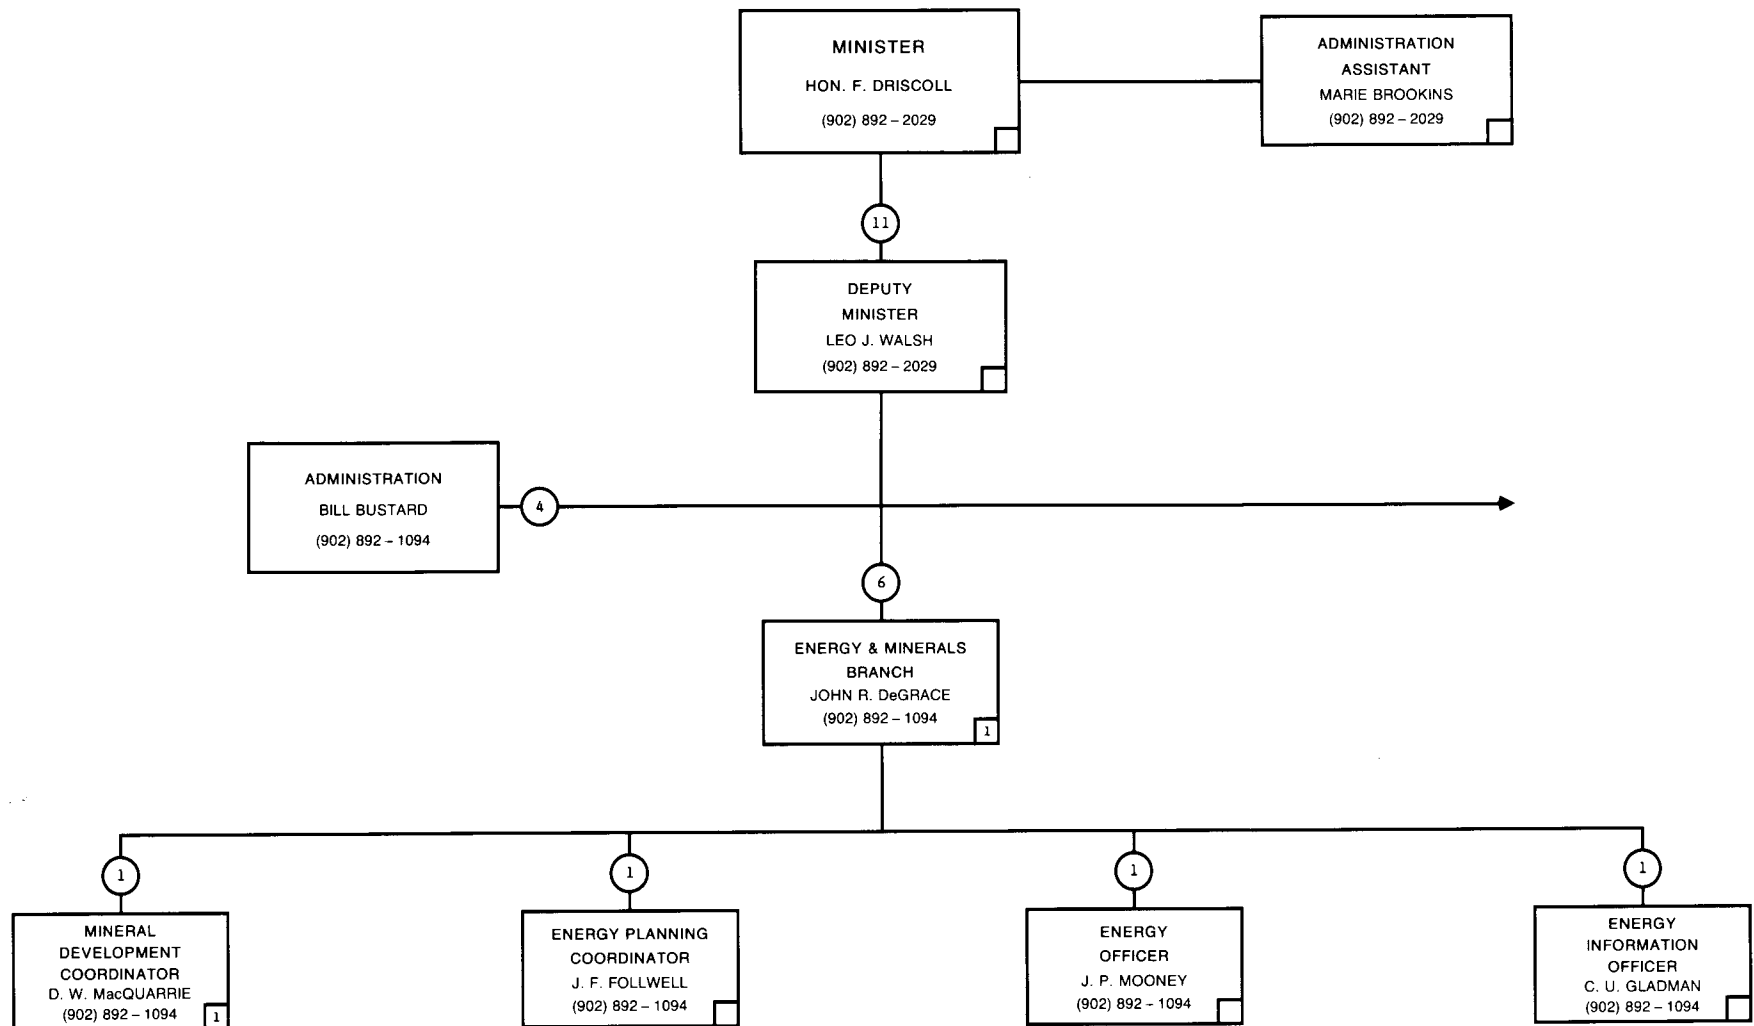 MINISTER
HON. F. DRISCOLL
(902) 892 – 2029
ADMINISTRATION
ASSISTANT
MARIE BROOKINS
(902) 892 – 2029
11
DEPUTY
MINISTER
LEO J. WALSH
(902) 892 – 2029
ADMINISTRATION
BILL BUSTARD
(902) 892 – 1094
4
6
ENERGY & MINERALS
BRANCH
JOHN R. DeGRACE
(902) 892 – 1094
1
1
MINERAL
DEVELOPMENT
COORDINATOR
D. W. MacQUARRIE
(902) 892 – 1094
1
1
ENERGY PLANNING
COORDINATOR
J. F. FOLLWELL
(902) 892 – 1094
1
ENERGY
OFFICER
J. P. MOONEY
(902) 892 – 1094
1
ENERGY
INFORMATION
OFFICER
C. U. GLADMAN
(902) 892 – 1094